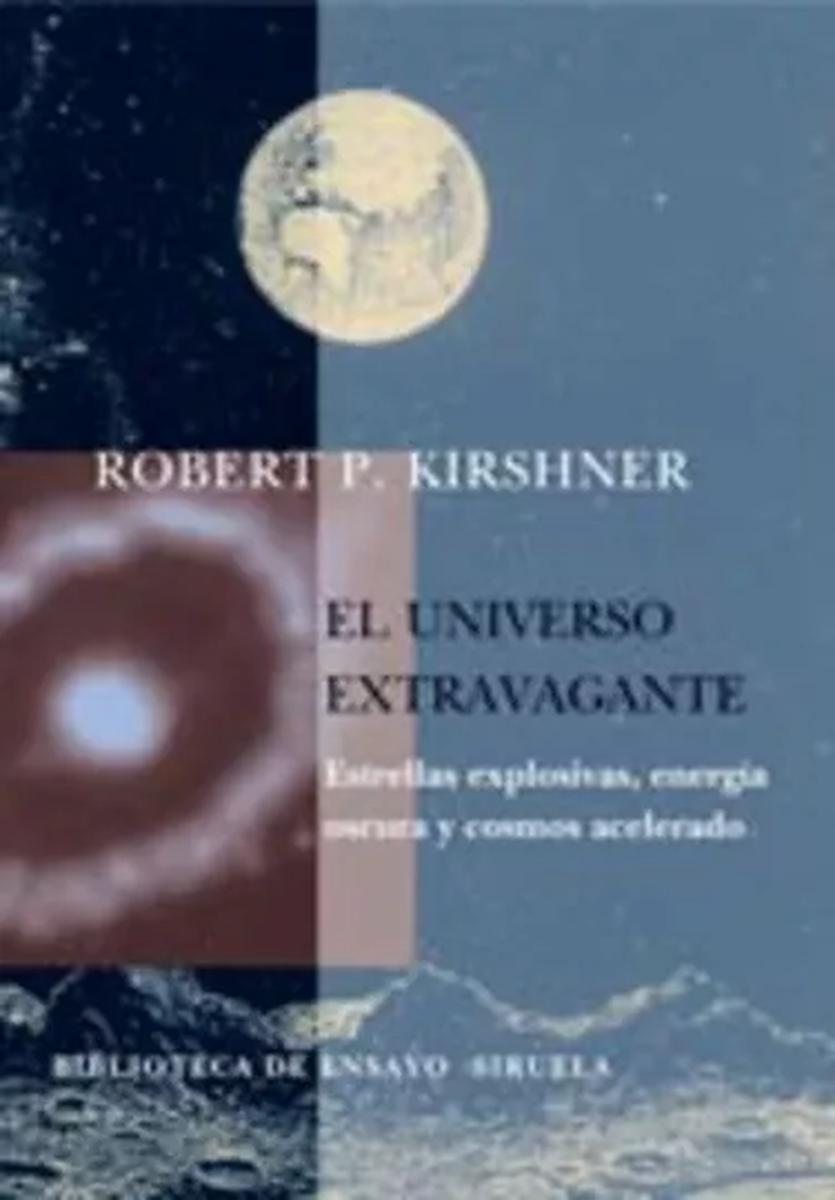 ROBERT P. KIRSHNER
EL UNIVERSO
EXTRAVAGANTE
Estrellas explosivas, energía
oscura y cosmos acelerado
BIBLIOTECA DE ENSAYO SIRUELA